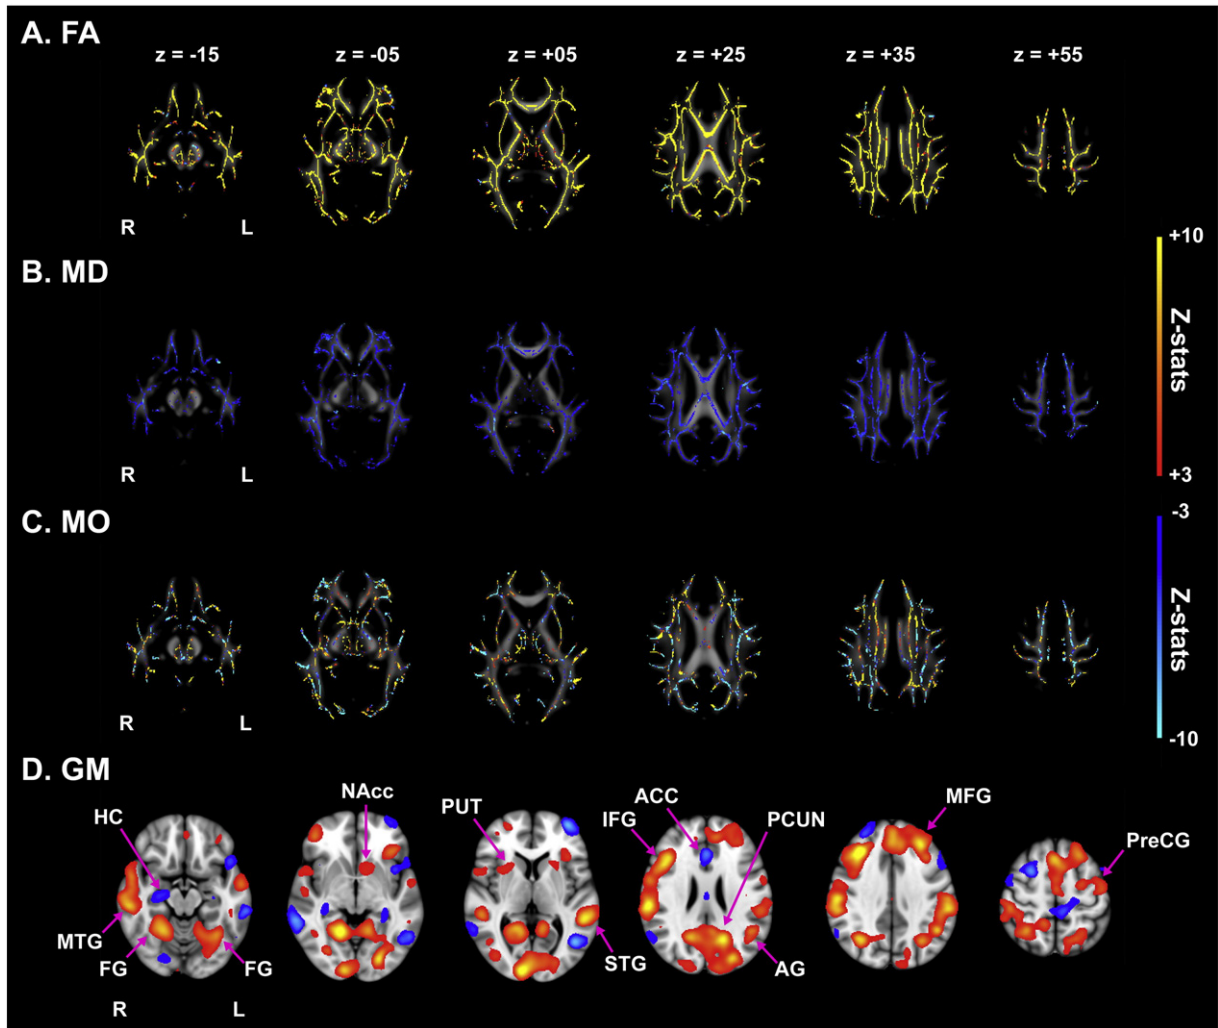 A. FA
z = -15
z = -05
z = +05
z = +25
z = +35
z = +55
R
L
B. MD
R
L
+10
Z-stats
+3
C. MO
R
L
-3
Z-stats
-10
D. GM
HC
NAcc
PUT
ACC
IFG
PCUN
MFG
PreCG
MTG
FG
FG
STG
AG
R
L